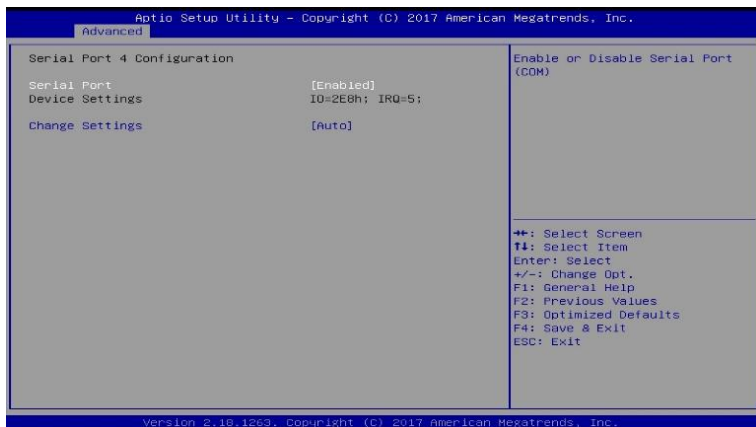 Aptio Setup Utility – Copyright (C) 2017 American Megatrends, Inc.
Advanced
Serial Port 4 Configuration
Serial Port [Enabled]
Device Settings IO=2E8h; IRQ=5;
Change Settings [Auto]
Enable or Disable Serial Port
(COM)
→←: Select Screen
↑↓: Select Item
Enter: Select
+/-: Change Opt.
F1: General Help
F2: Previous Values
F3: Optimized Defaults
F4: Save & Exit
ESC: Exit
Version 2.18.1263. Copyright (C) 2017 American Megatrends, Inc.